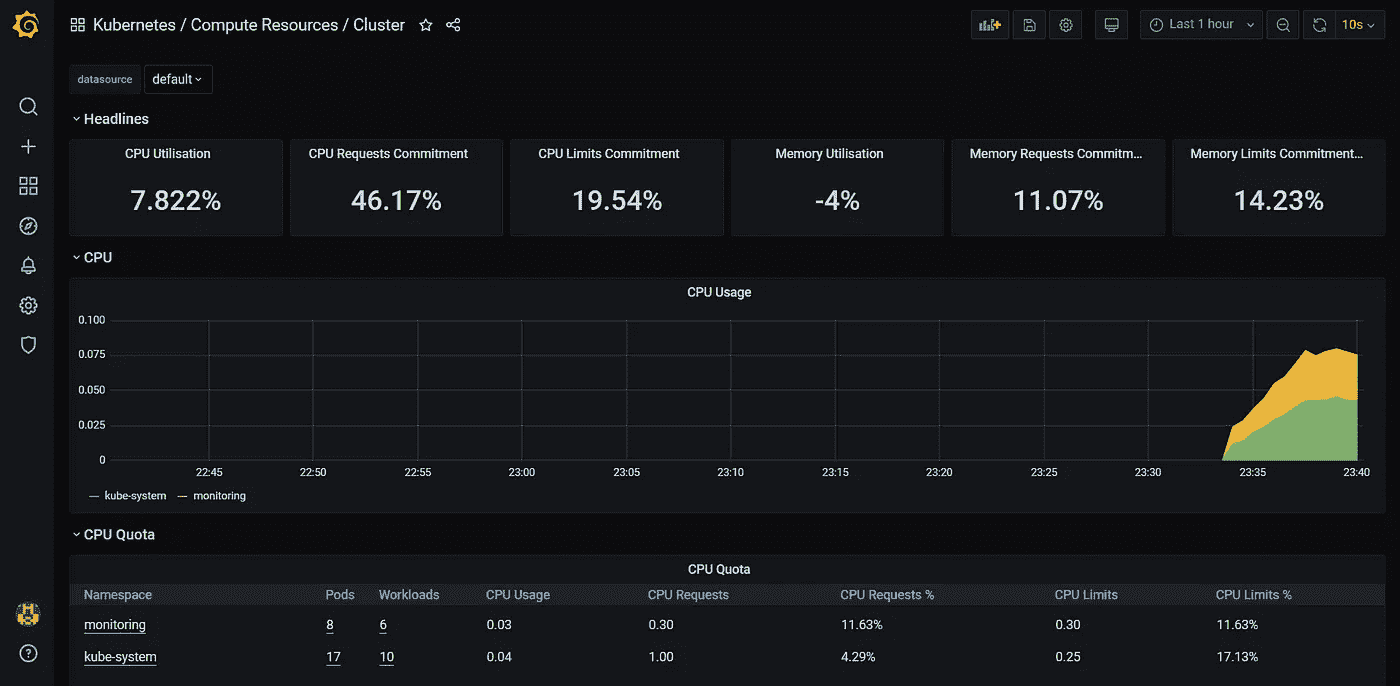 Kubernetes / Compute Resources / Cluster
Last 1 hour
10s
datasource
default
Headlines
CPU Utilisation
7.822%
CPU Requests Commitment
46.17%
CPU Limits Commitment
19.54%
Memory Utilisation
-4%
Memory Requests Commitm...
11.07%
Memory Limits Commitment...
14.23%
CPU
CPU Usage
0.100
0.075
0.050
0.025
0
22:45 22:50 22:55 23:00 23:05 23:10 23:15 23:20 23:25 23:30 23:35 23:40
kube-system monitoring
CPU Quota
CPU Quota
Namespace Pods Workloads CPU Usage CPU Requests CPU Requests % CPU Limits CPU Limits %
monitoring 8 6 0.03 0.30 11.63% 0.30 11.63%
kube-system 17 10 0.04 1.00 4.29% 0.25 17.13%